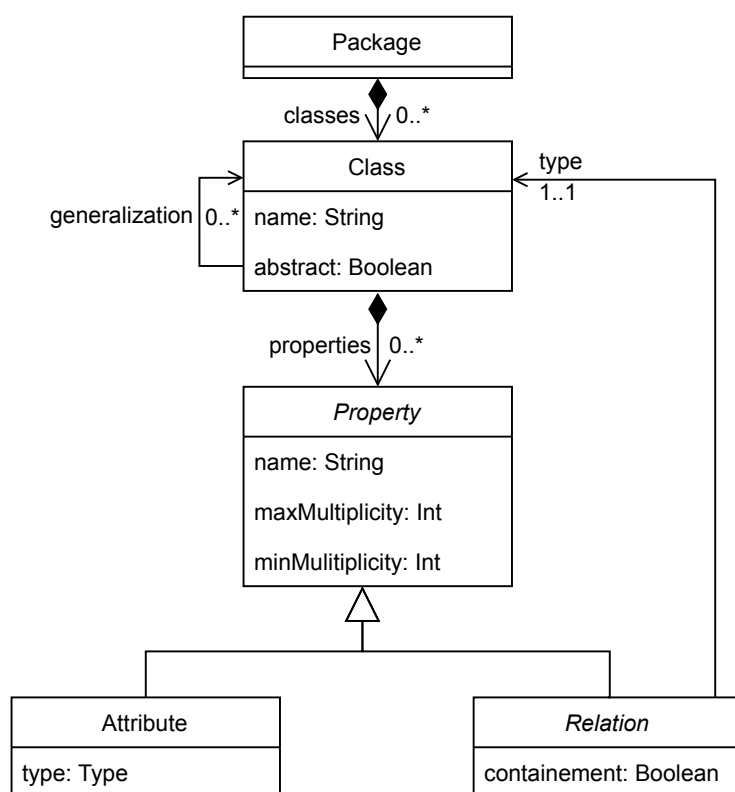 Package
classes 0..*
Class
type
1..1
generalization 0..*
name: String
abstract: Boolean
properties 0..*
Property
name: String
maxMultiplicity: Int
minMulitiplicity: Int
Attribute
Relation
type: Type
containement: Boolean